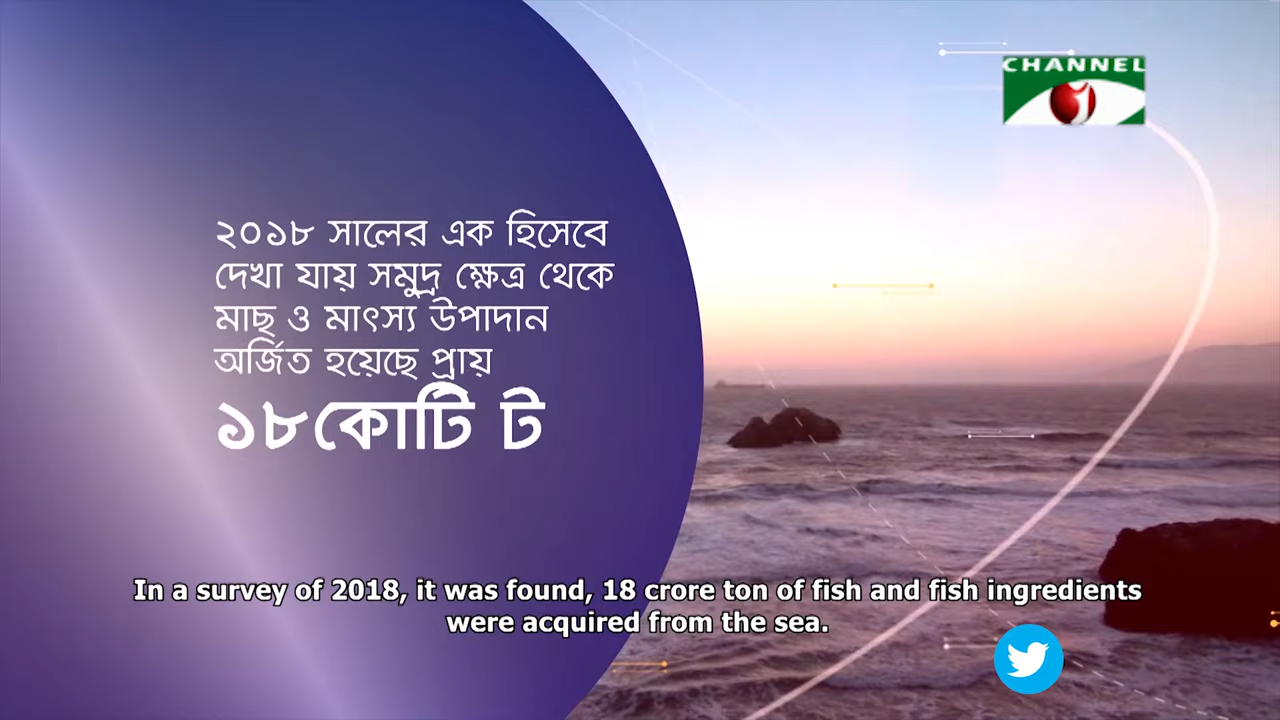 CHANNEL
i
২০১৮ সালের এক হিসেবে
দেখা যায় সমুদ্র ক্ষেত্র থেকে
মাছ ও মাৎস্য উপাদান
অর্জিত হয়েছে প্রায়
১৮কোটি ট
In a survey of 2018, it was found, 18 crore ton of fish and fish ingredients
were acquired from the sea.